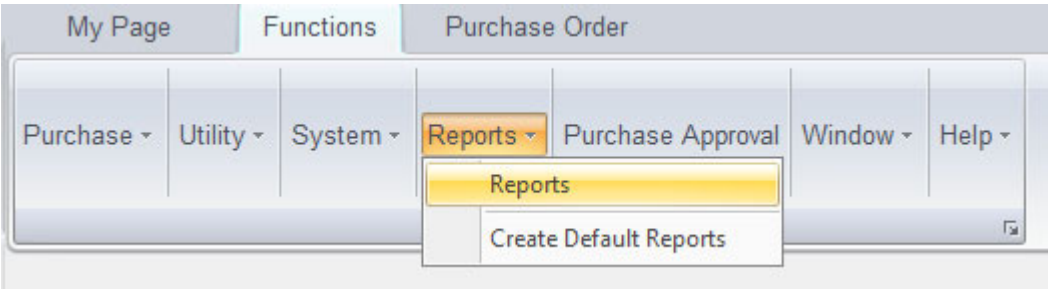 My Page Functions Purchase Order
Purchase Utility System Reports Purchase Approval Window Help
Reports
Create Default Reports